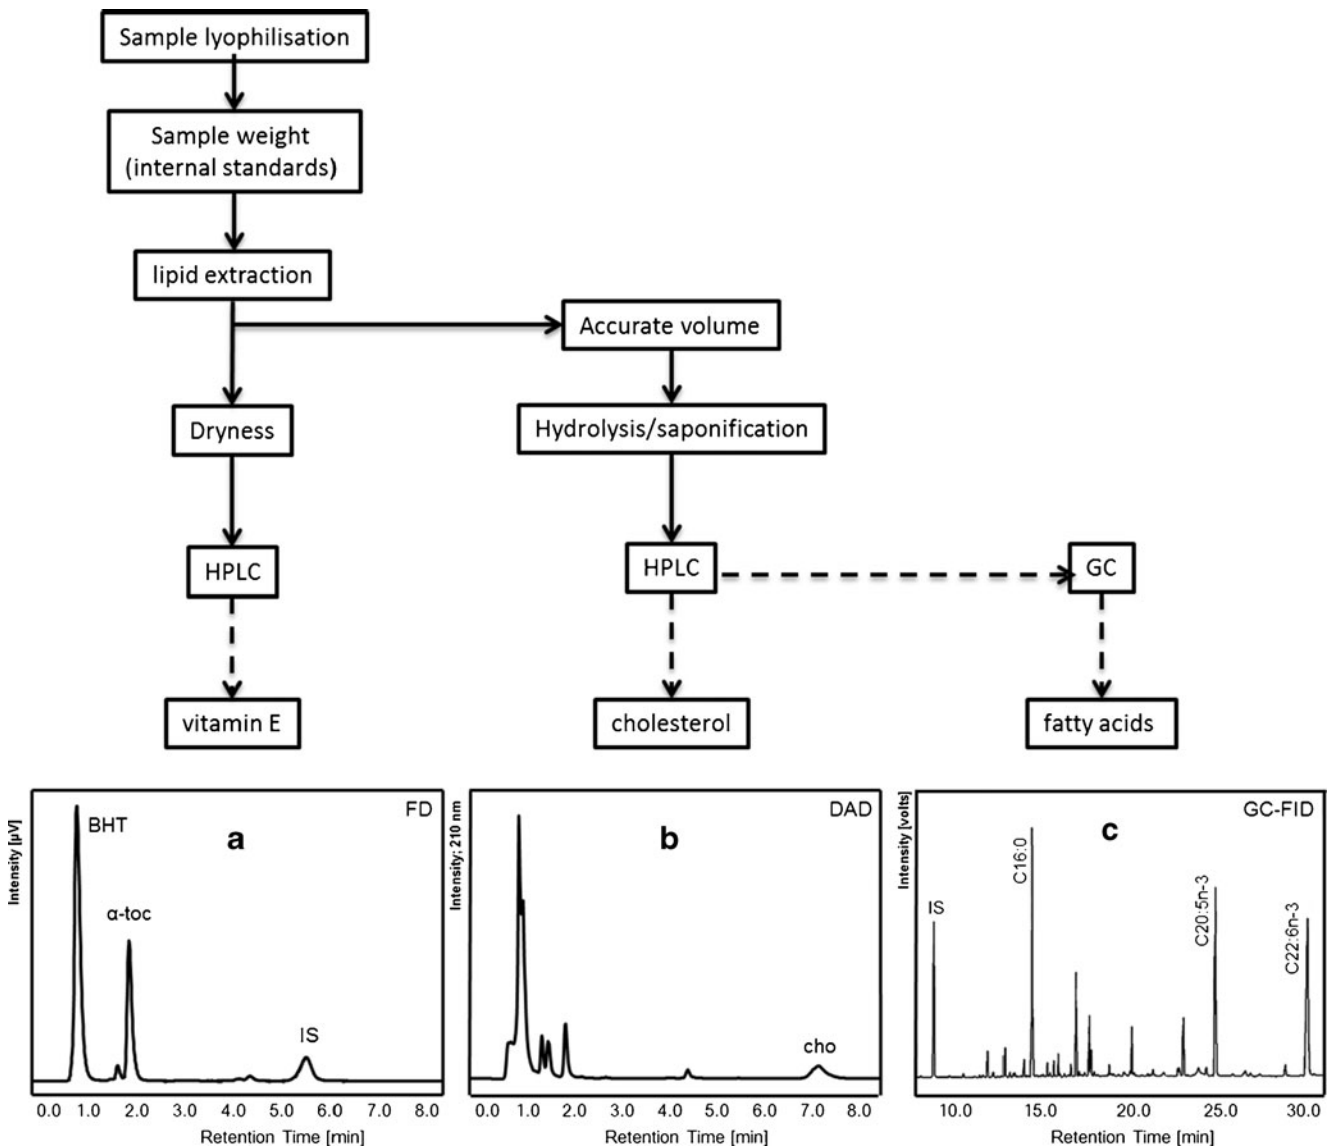 Sample lyophilisation
Sample weight
(internal standards)
lipid extraction
Accurate volume
Dryness
Hydrolysis/saponification
HPLC
HPLC
GC
vitamin E
cholesterol
fatty acids
Intensity [µV]
BHT
a
FD
α-toc
IS
0.0 1.0 2.0 3.0 4.0 5.0 6.0 7.0 8.0
Retention Time [min]
Intensity; 210 nm
b
DAD
cho
0.0 1.0 2.0 3.0 4.0 5.0 6.0 7.0 8.0
Retention Time [min]
Intensity [volts]
c
GC-FID
IS
C16:0
C20:5n-3
C22:6n-3
10.0 15.0 20.0 25.0 30.0
Retention Time [min]